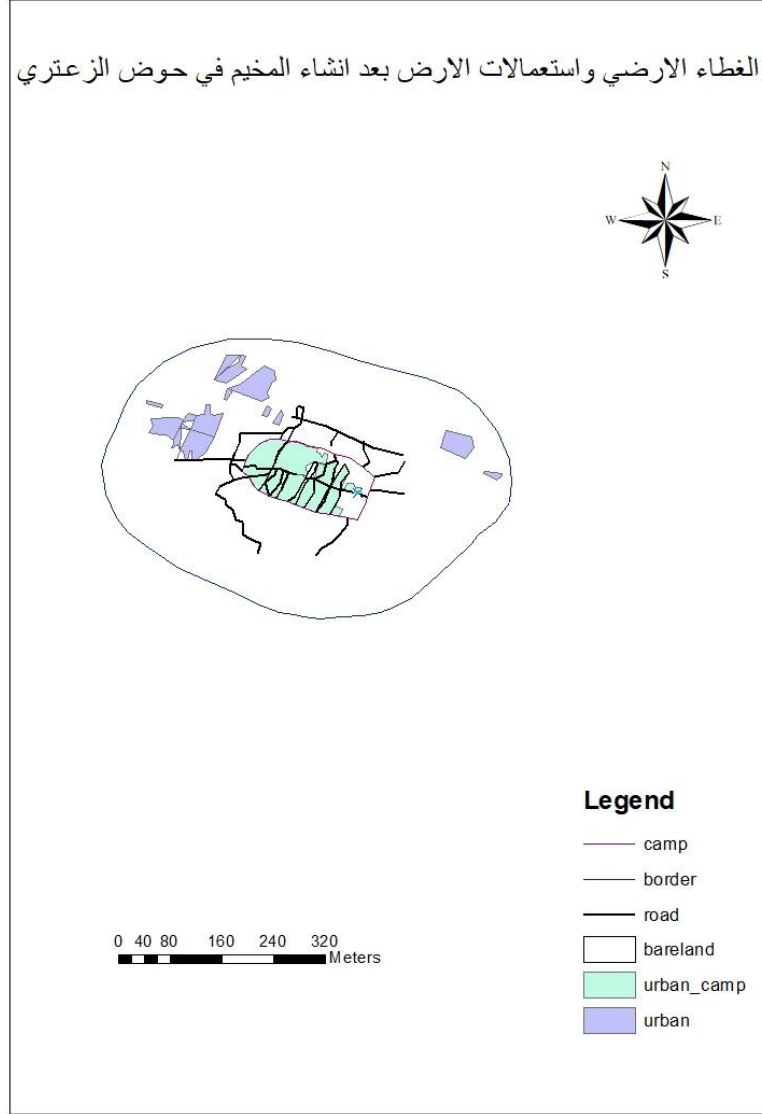 الغطاء الارضي واستعمالات الارض بعد انشاء المخيم في حوض الزعتري
N
W E
S
Legend
camp
border
road
bareland
urban_camp
urban
0 40 80 160 240 320
Meters